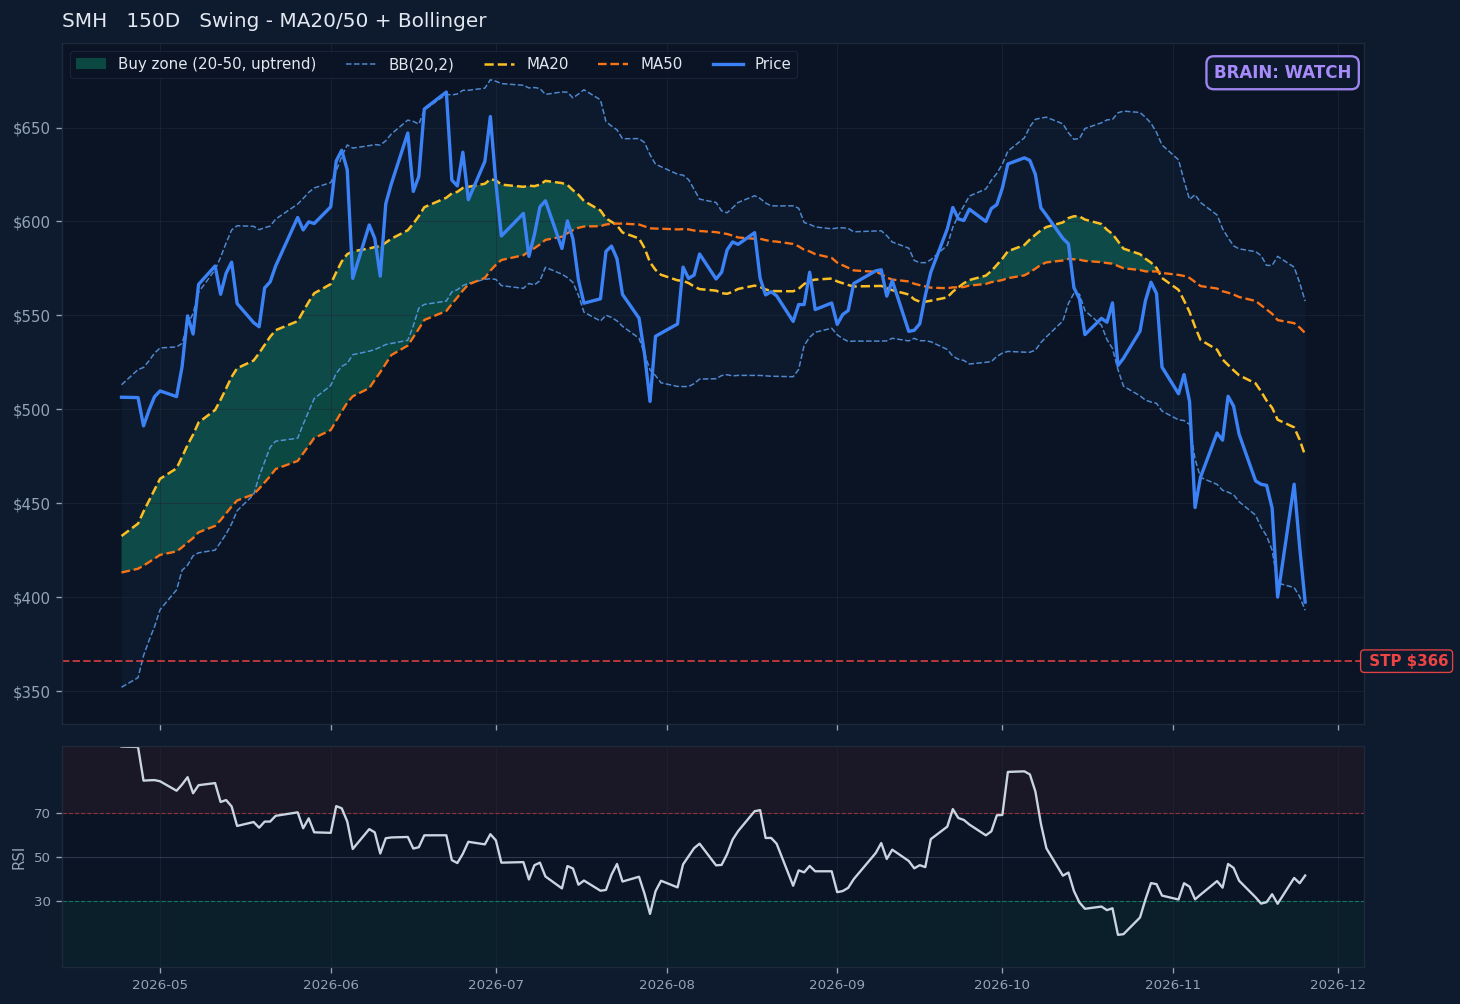 SMH 150D Swing - MA20/50 + Bollinger
Buy zone (20-50, uptrend) BB(20,2) MA20 MA50 Price
BRAIN: WATCH
$650
$600
$550
$500
$450
$400
$350
STP $366
RSI
70
50
30
2026-05 2026-06 2026-07 2026-08 2026-09 2026-10 2026-11 2026-12